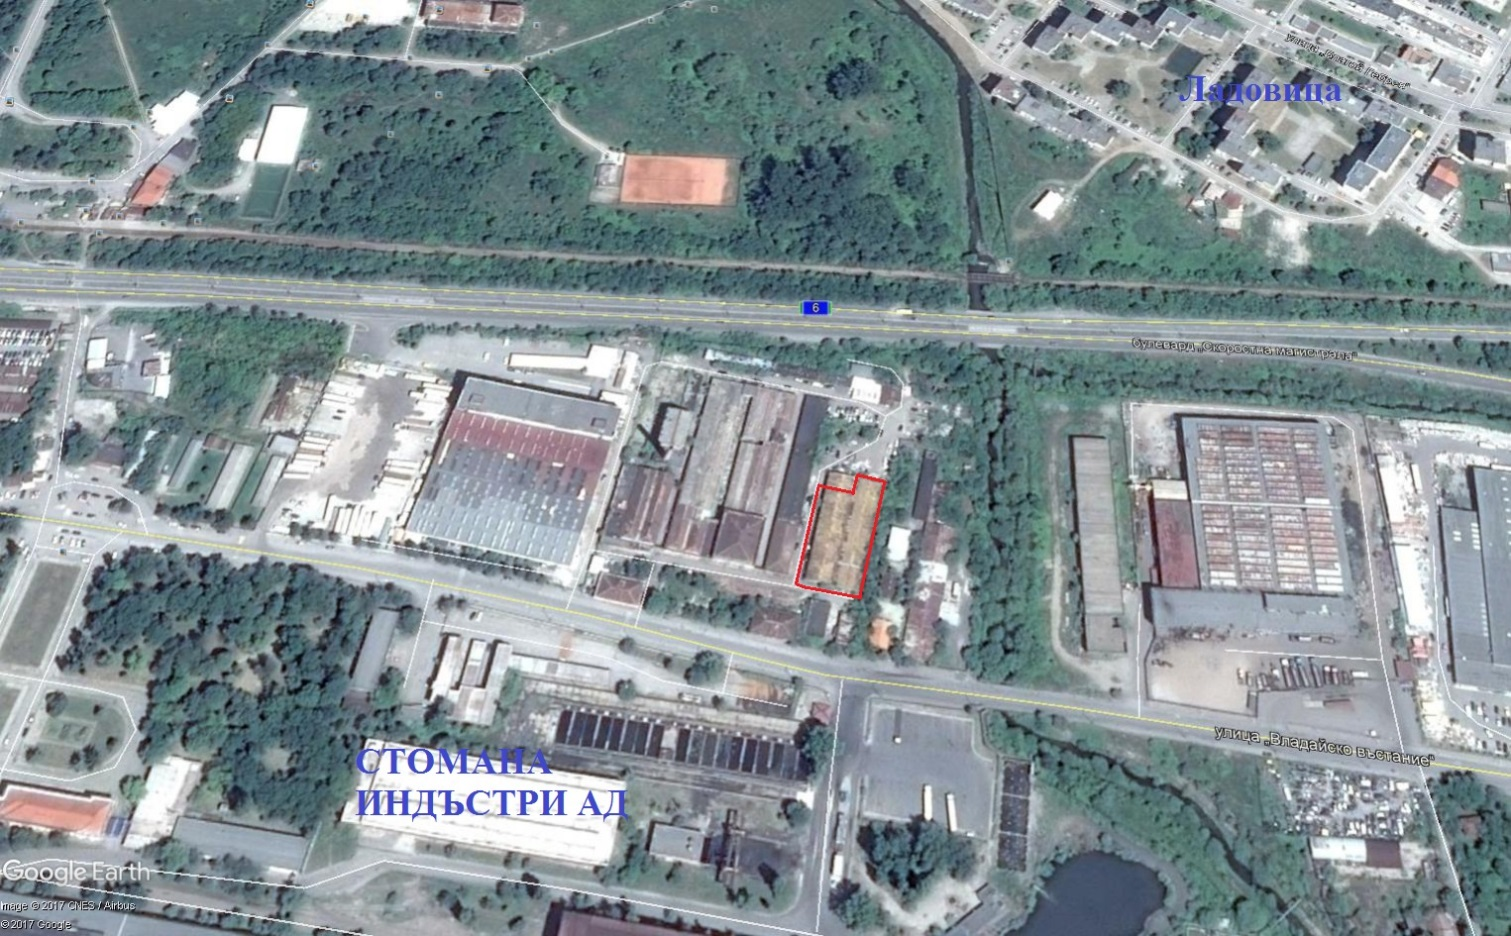 Ладовица
6
булевард „Скоростна магистрала"
улица „Владайско въстание"
СТОМАНА
ИНДЪСТРИ АД
Google Earth
Image © 2017 CNES / Airbus
© 2017 Google